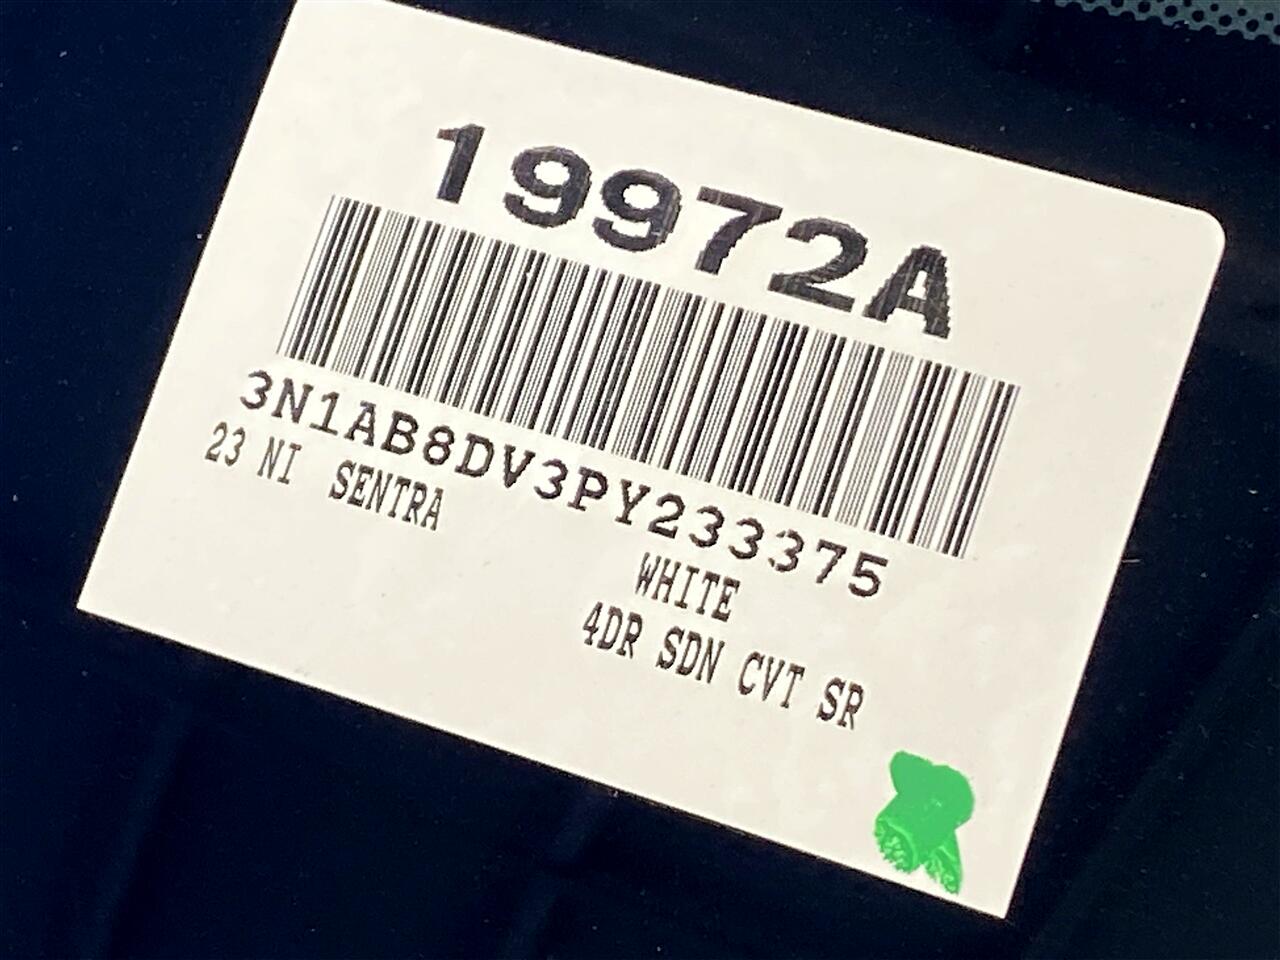 19972A
3N1AB8DV3PY233375
23 NI SENTRA
WHITE
4DR SDN CVT SR